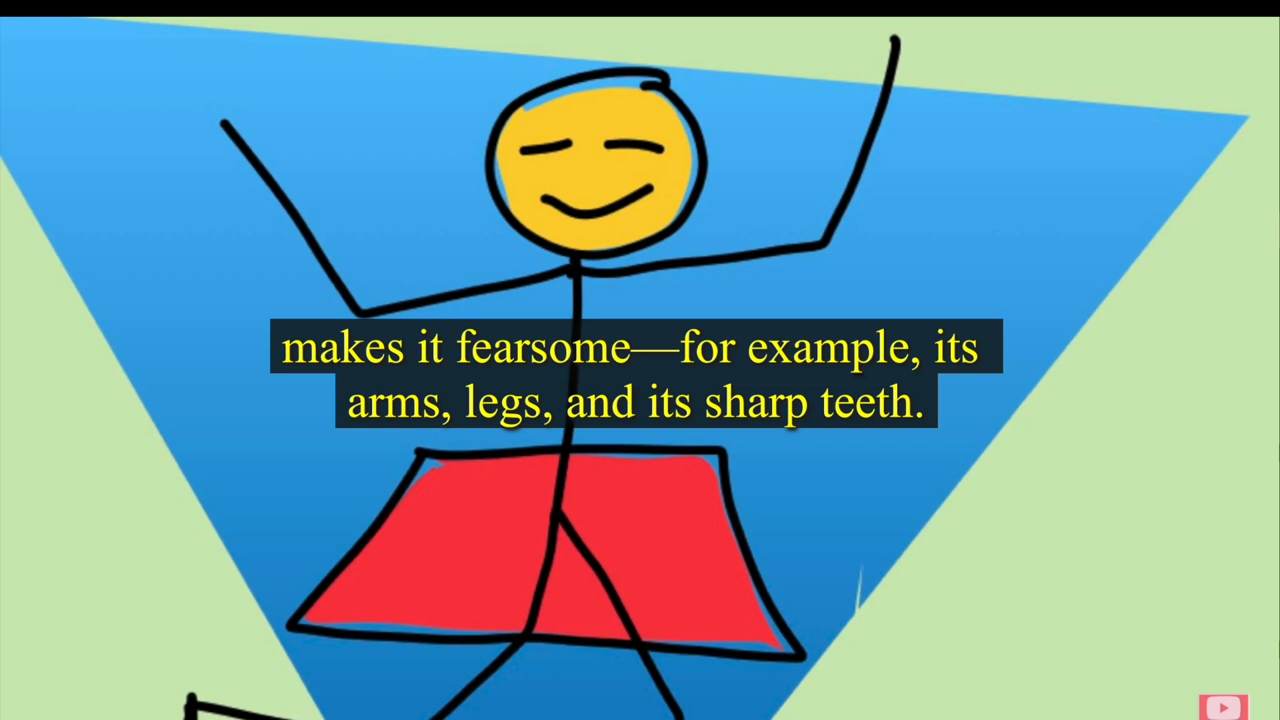 makes it fearsome—for example, its
arms, legs, and its sharp teeth.